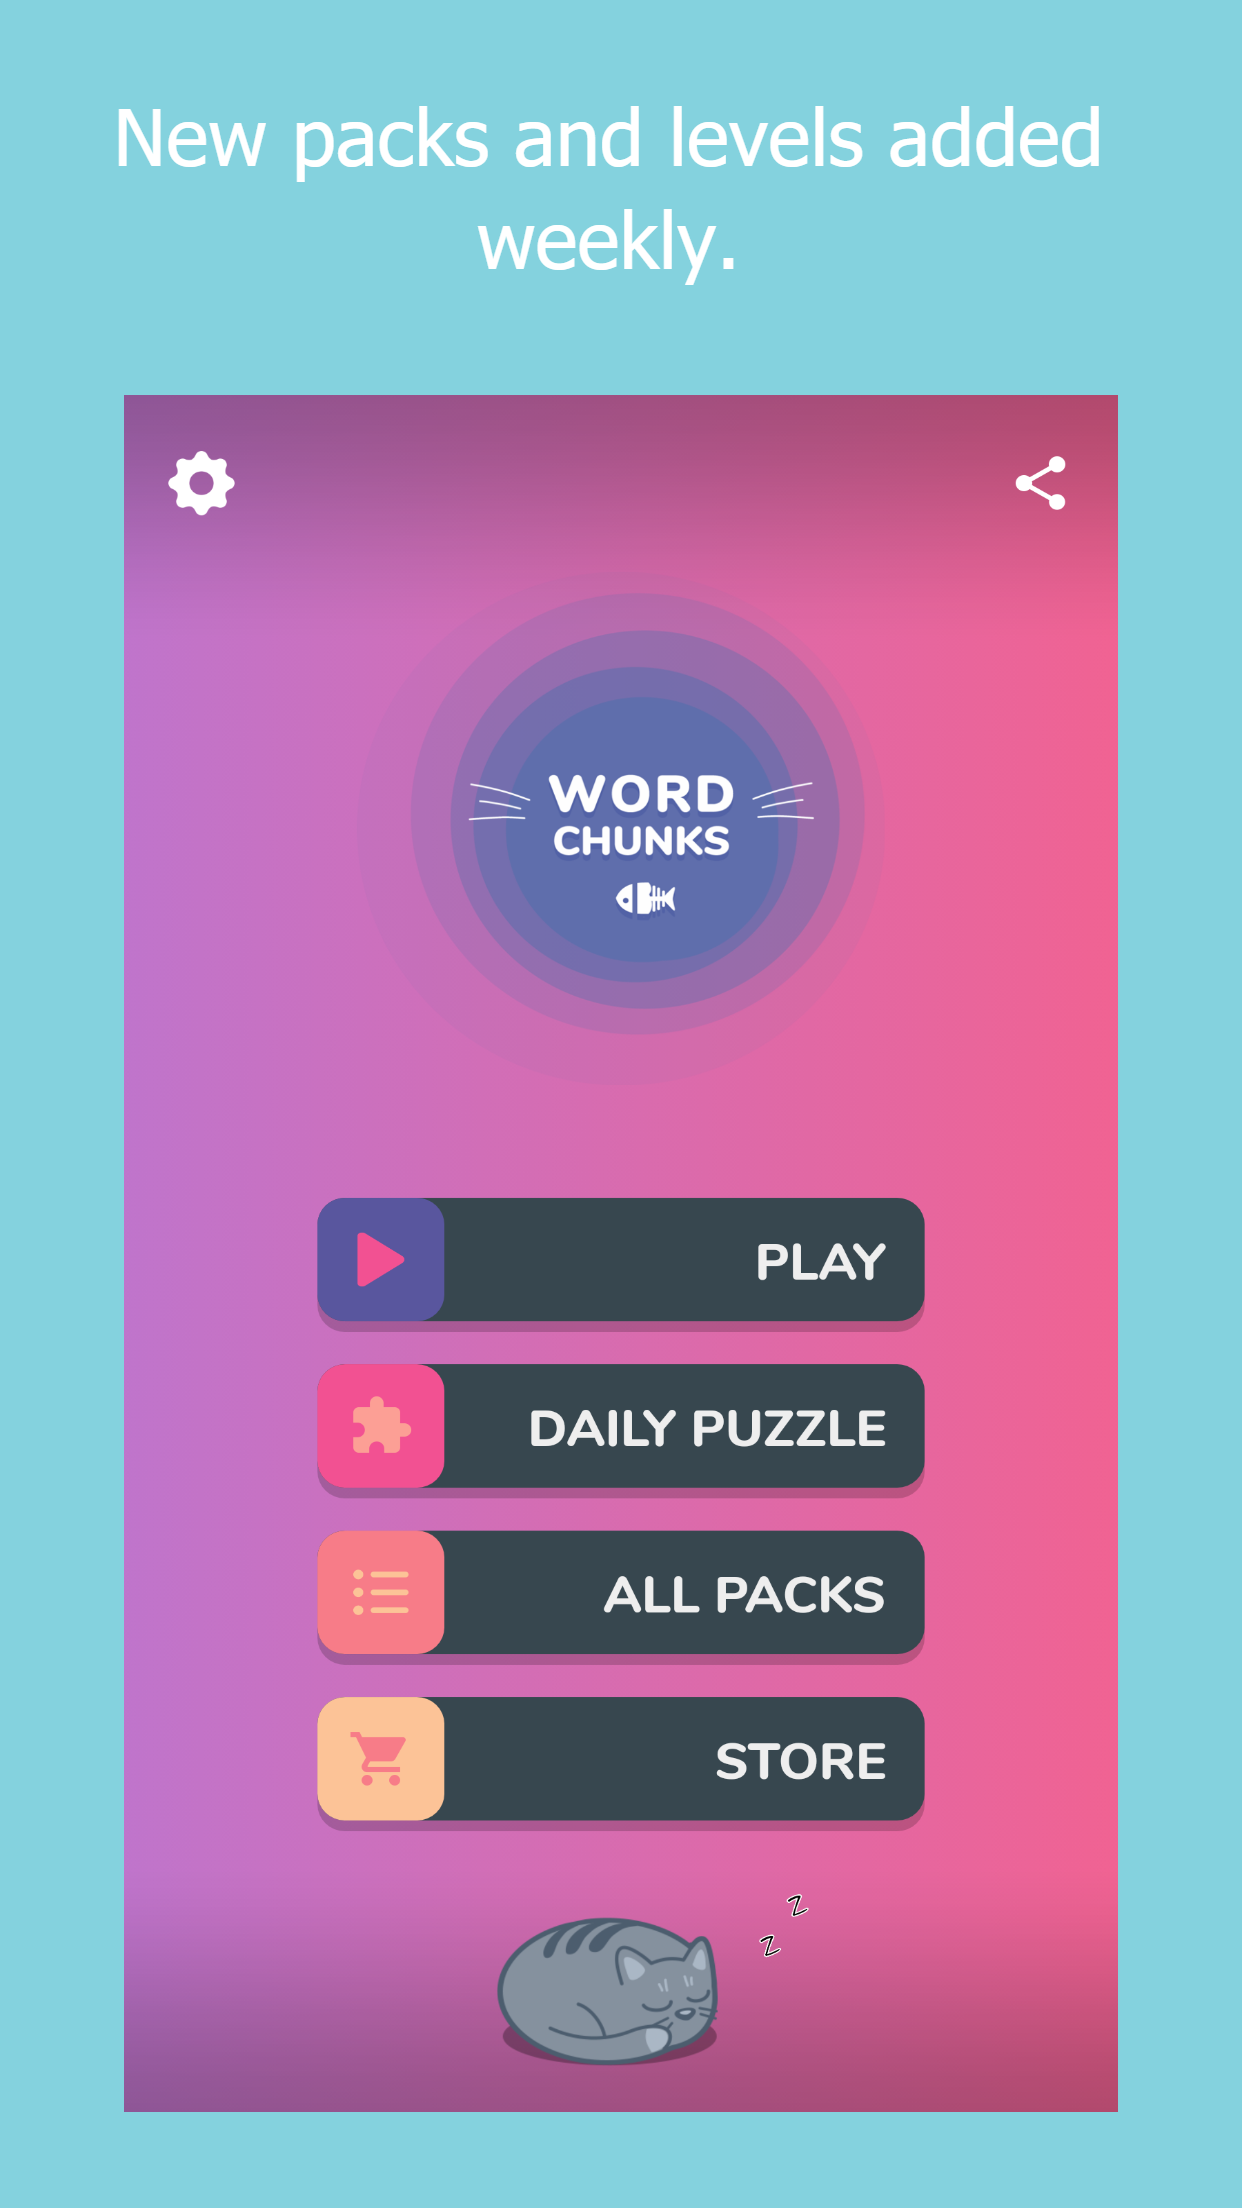 New packs and levels added
weekly.
WORD
CHUNKS
PLAY
DAILY PUZZLE
ALL PACKS
STORE
z
z